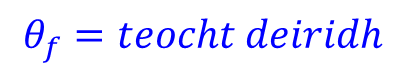 θ_f = teocht deiridh